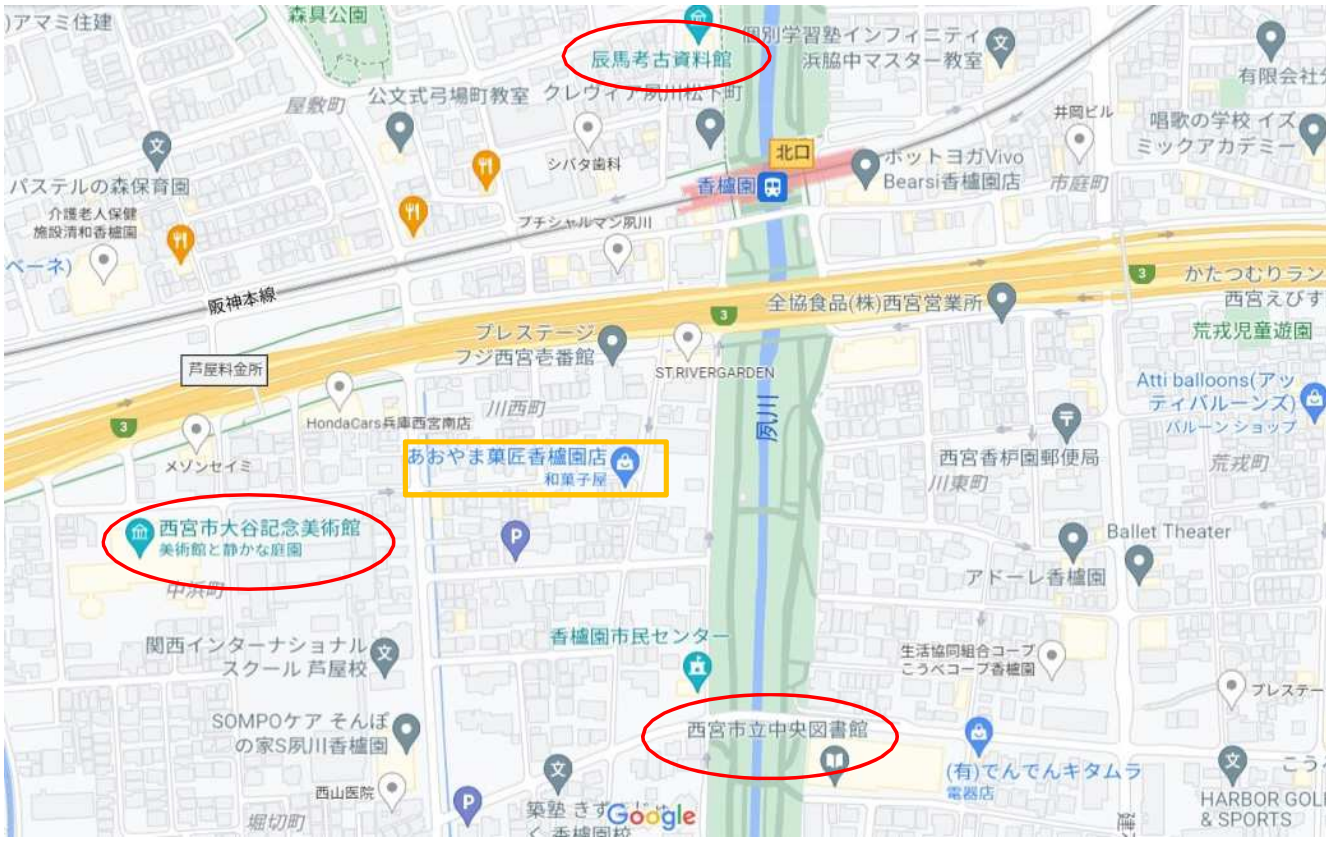 )アマミ住建
森具公園
辰馬考古資料館
個別学習塾インフィニティ
浜脇中マスター教室
有限会社
屋敷町
公文式弓場町教室
クレヴィア夙川松下町
井岡ビル
唱歌の学校 イズ
ミックアカデミー
シバタ歯科
北口
ホットヨガVivo
Bearsi香櫨園店
市庭町
パステルの森保育園
香櫨園
介護老人保健
施設清和香櫨園
プチシャルマン夙川
ベーネ)
阪神本線
3
かたつむりラン
西宮えびす
全協食品(株)西宮営業所
3
プレステージ
フジ西宮壱番館
荒戎児童遊園
芦屋料金所
ST.RIVERGARDEN
Atti balloons(アッ
ティバルーンズ)
バルーン ショップ
川西町
夙川
HondaCars兵庫西宮南店
3
メゾンセイミ
あおやま菓匠香櫨園店
和菓子屋
西宮香枦園郵便局
川東町
荒戎町
西宮市大谷記念美術館
美術館と静かな庭園
P
Ballet Theater
アドーレ香櫨園
中浜町
関西インターナショナル
スクール 芦屋校
香櫨園市民センター
生活協同組合コープ
こうべコープ香櫨園
プレステー
SOMPOケア そんぽ
の家S夙川香櫨園
西宮市立中央図書館
(有)でんでんキタムラ
電器店
こう
西山医院
P
築塾 きず
く 香櫨園校
Google
HARBOR GOL
& SPORTS
堀切町
建